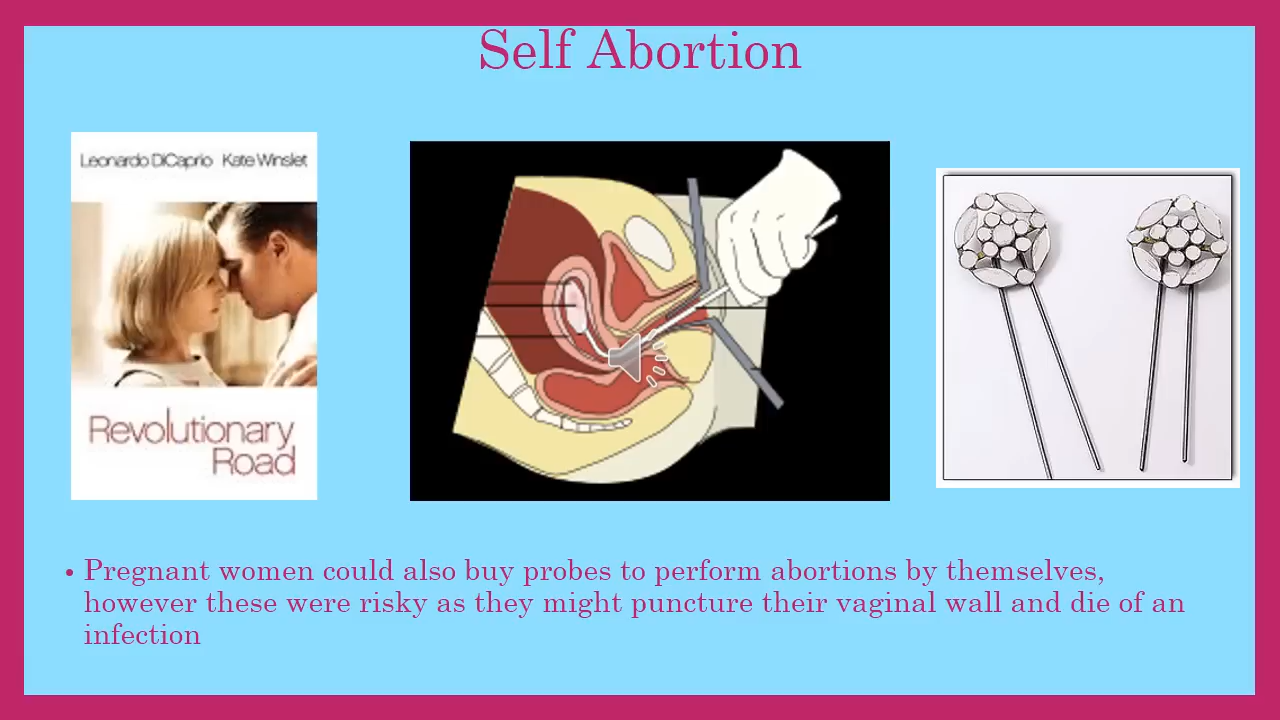 Self Abortion
Leonardo DiCaprio Kate Winslet
Revolutionary
Road
• Pregnant women could also buy probes to perform abortions by themselves,
however these were risky as they might puncture their vaginal wall and die of an
infection